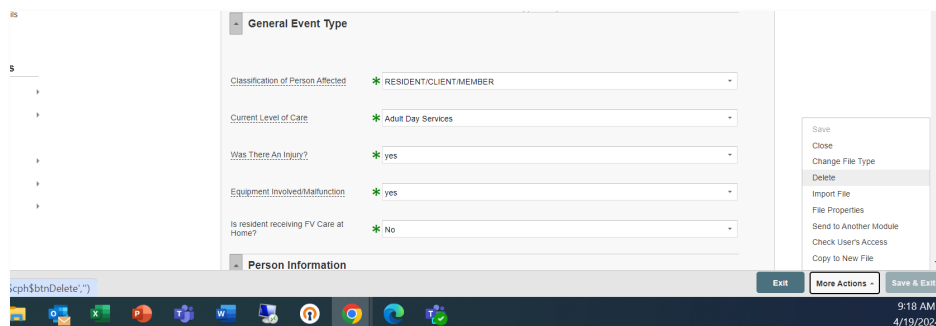 ils
General Event Type
s
Classification of Person Affected * RESIDENT/CLIENT/MEMBER
Current Level of Care * Adult Day Services
Was There An Injury? * yes
Equipment Involved/Malfunction * yes
Is resident receiving FV Care at
Home? * No
Person Information
Save
Close
Change File Type
Delete
Import File
File Properties
Send to Another Module
Check User's Access
Copy to New File
$cph$btnDelete','')
Exit More Actions Save & Exit
9:18 AM
4/19/202